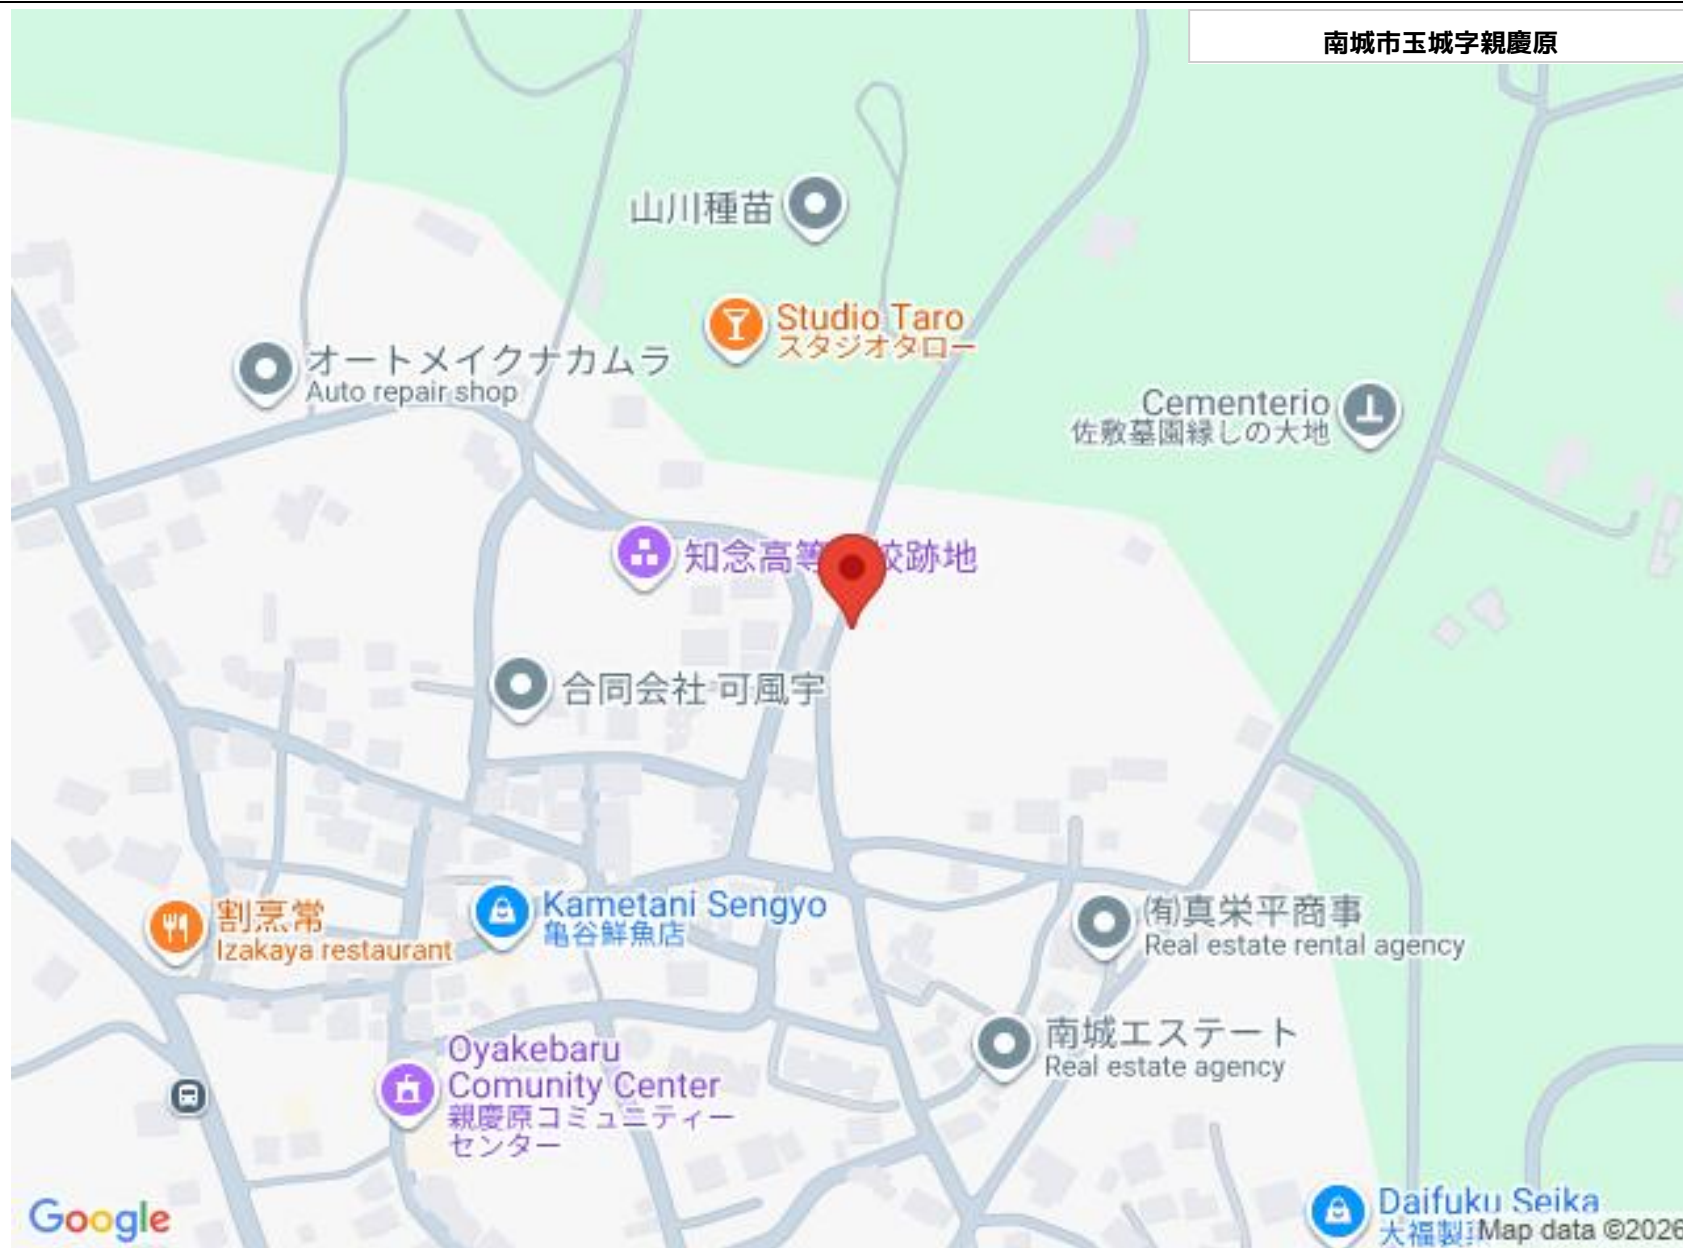 南城市玉城字親慶原
山川種苗
Studio Taro
スタジオタロー
オートメイクナカムラ
Auto repair shop
Cementerio
佐敷墓園縁しの大地
知念高等 校跡地
合同会社 可風宇
割烹常
Izakaya restaurant
Kametani Sengyo
亀谷鮮魚店
㈲真栄平商事
Real estate rental agency
南城エステート
Real estate agency
Oyakebaru
Comunity Center
親慶原コミュニティー
センター
Daifuku Seika
大福製
Google
Map data ©2026